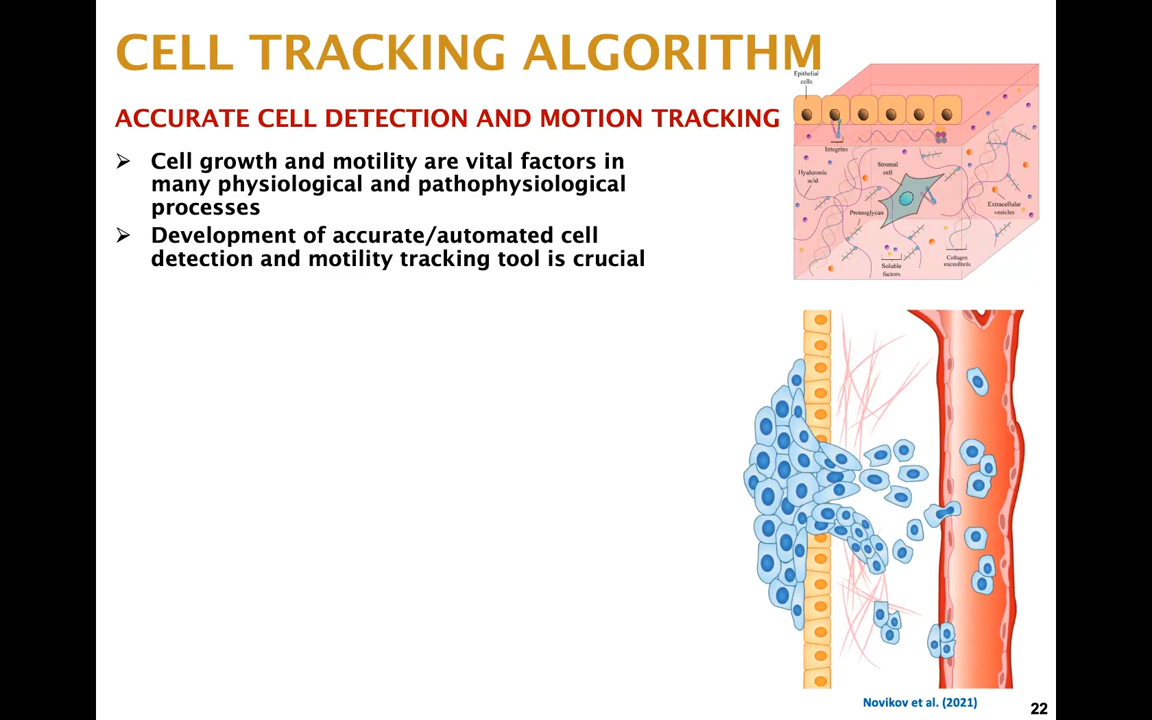 CELL TRACKING ALGORITHM
ACCURATE CELL DETECTION AND MOTION TRACKING
➢ Cell growth and motility are vital factors in
many physiological and pathophysiological
processes
➢ Development of accurate/automated cell
detection and motility tracking tool is crucial
Epithelial
cells
Integrins
Stromal
cell
Hyaluronic
acid
Proteoglycan
Extracellular
vesicles
Soluble
factors
Collagen
microfibrils
Novikov et al. (2021)
22